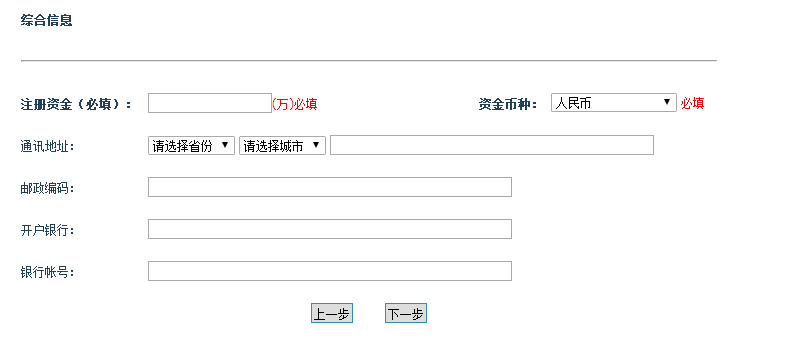 综合信息
注册资金（必填）： (万)必填 资金币种： 人民币 必填
通讯地址： 请选择省份 请选择城市
邮政编码：
开户银行：
银行帐号：
上一步 下一步